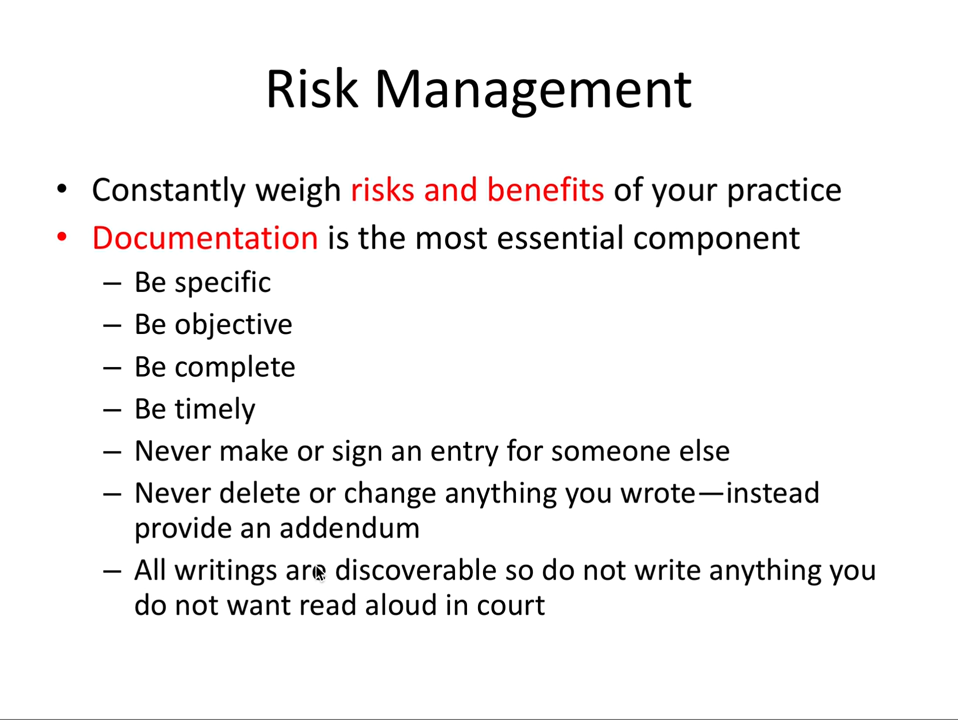 Risk Management
• Constantly weigh risks and benefits of your practice
• Documentation is the most essential component
– Be specific
– Be objective
– Be complete
– Be timely
– Never make or sign an entry for someone else
– Never delete or change anything you wrote—instead
provide an addendum
– All writings are discoverable so do not write anything you
do not want read aloud in court